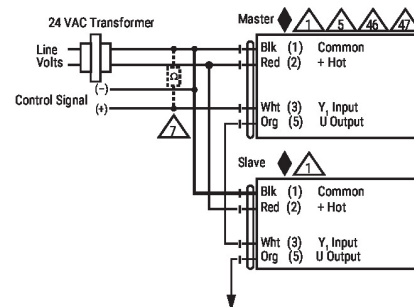 24 VAC Transformer
Line
Volts
Control Signal
(−)
(+)
Ω
7
Master
1
5
46
47
Blk (1) Common
Red (2) + Hot
Wht (3) Y, Input
Org (5) U Output
Slave
1
Blk (1) Common
Red (2) + Hot
Wht (3) Y, Input
Org (5) U Output